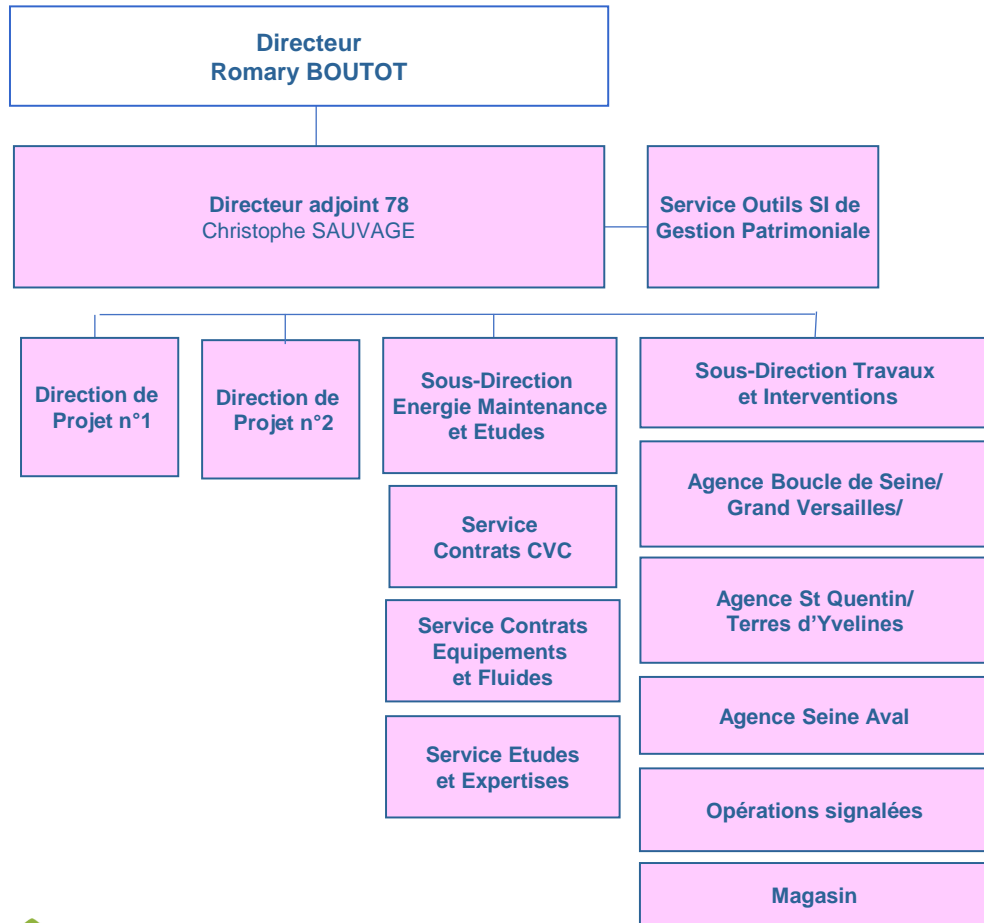 Directeur
Romary BOUTOT
Directeur adjoint 78
Christophe SAUVAGE
Service Outils SI de
Gestion Patrimoniale
Direction de
Projet n°1
Direction de
Projet n°2
Sous-Direction
Energie Maintenance
et Etudes
Service
Contrats CVC
Service Contrats
Equipements
et Fluides
Service Etudes
et Expertises
Sous-Direction Travaux
et Interventions
Agence Boucle de Seine/
Grand Versailles/
Agence St Quentin/
Terres d'Yvelines
Agence Seine Aval
Opérations signalées
Magasin